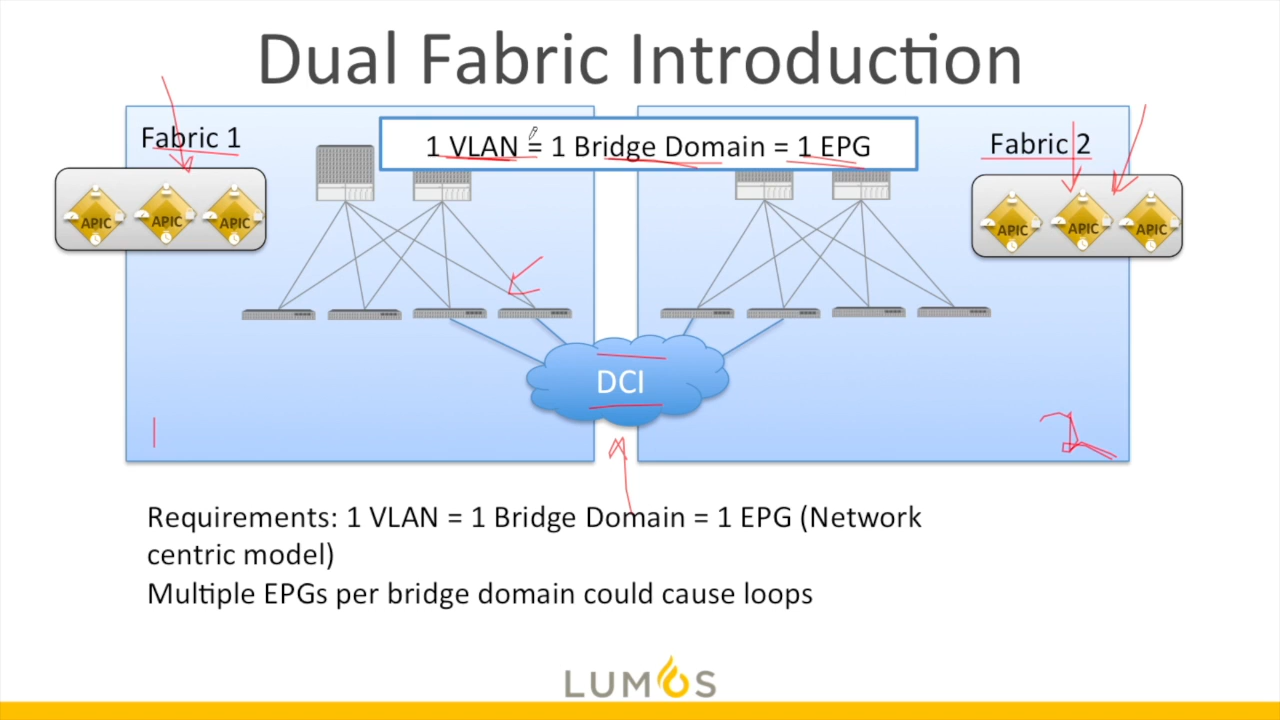 Dual Fabric Introduction
Fabric 1
1 VLAN = 1 Bridge Domain = 1 EPG
Fabric 2
APIC APIC APIC
APIC APIC APIC
DCI
1
2
Requirements: 1 VLAN = 1 Bridge Domain = 1 EPG (Network
centric model)
Multiple EPGs per bridge domain could cause loops
LUMOS